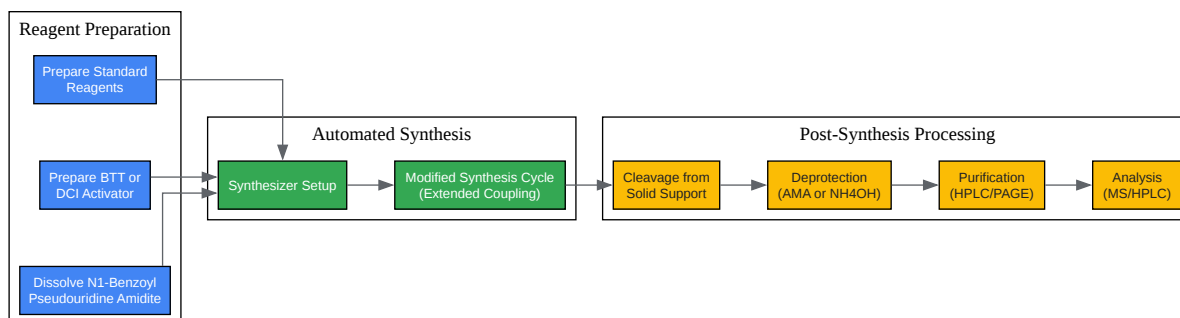 Reagent Preparation
Prepare Standard
Reagents
Prepare BTT or
DCI Activator
Dissolve N1-Benzoyl
Pseudouridine Amidite
Automated Synthesis
Synthesizer Setup
Modified Synthesis Cycle
(Extended Coupling)
Post-Synthesis Processing
Cleavage from
Solid Support
Deprotection
(AMA or NH4OH)
Purification
(HPLC/PAGE)
Analysis
(MS/HPLC)